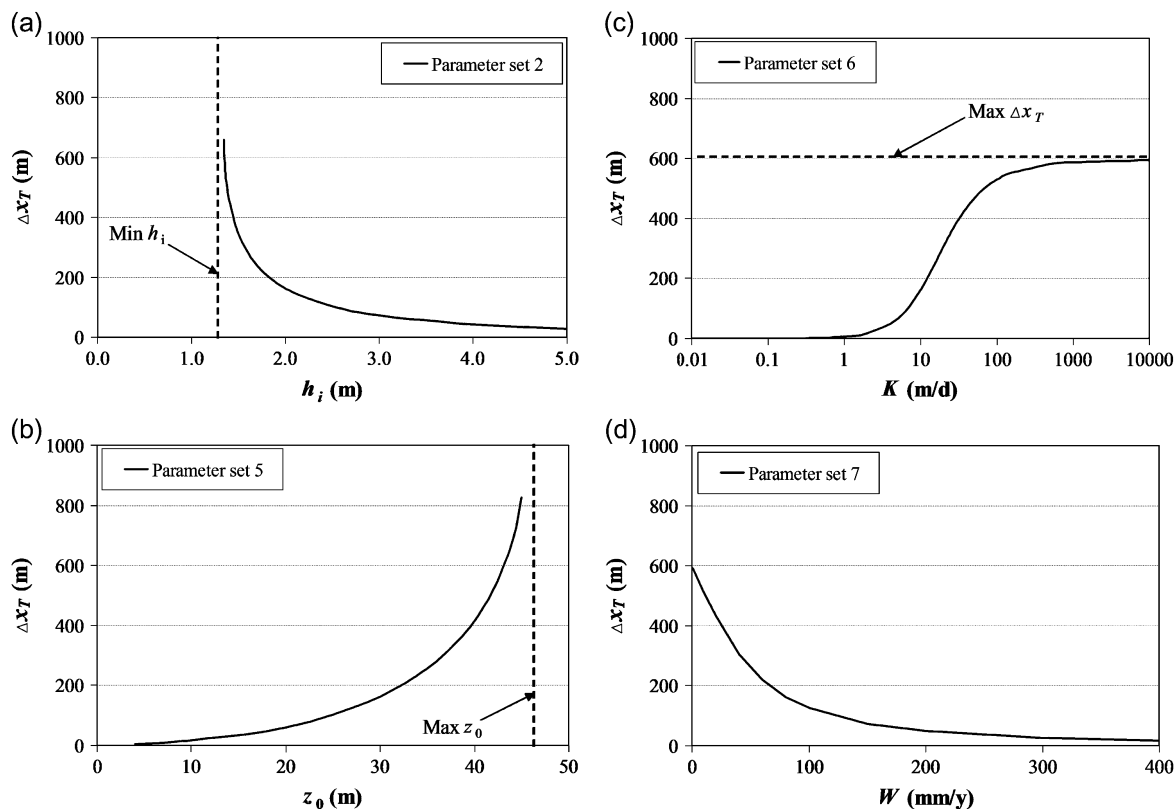 (a)
1000
800
600
400
200
0
Δx_T (m)
Parameter set 2
Min h_i
0.0 1.0 2.0 3.0 4.0 5.0
h_i (m)
(c)
1000
800
600
400
200
0
Δx_T (m)
Parameter set 6
Max Δx_T
0.01 0.1 1 10 100 1000 10000
K (m/d)
(b)
1000
800
600
400
200
0
Δx_T (m)
Parameter set 5
Max z_0
0 10 20 30 40 50
z_0 (m)
(d)
1000
800
600
400
200
0
Δx_T (m)
Parameter set 7
0 100 200 300 400
W (mm/y)